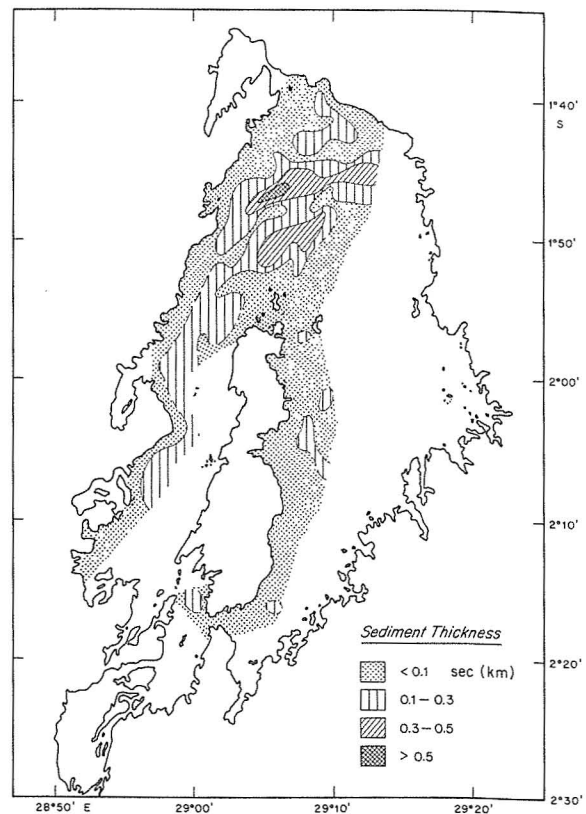 1°40'
S
1°50'
2°00'
2°10'
Sediment Thickness
< 0.1 sec (km)
0.1 – 0.3
0.3 – 0.5
> 0.5
2°20'
2°30'
28°50' E 29°00' 29°10' 29°20'